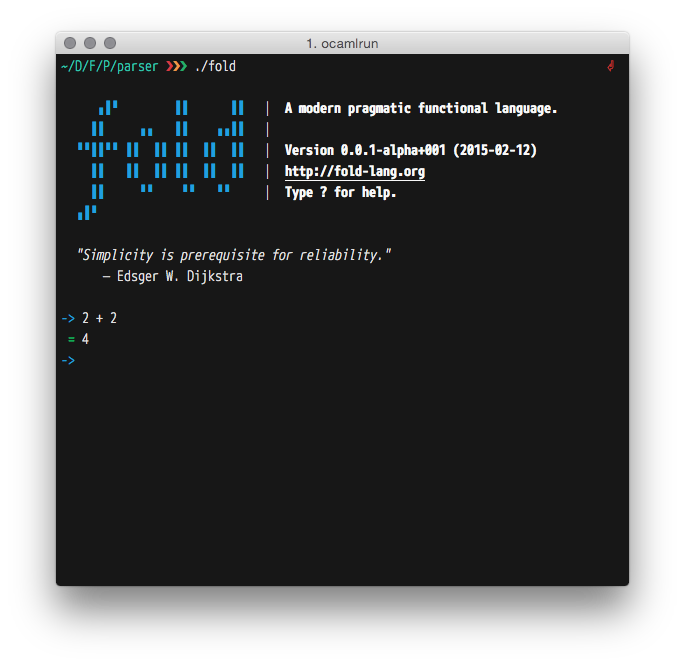 1. ocamlrun
~/D/F/P/parser ❯❯❯ ./fold
fold
| A modern pragmatic functional language.
|
| Version 0.0.1-alpha+001 (2015-02-12)
| http://fold-lang.org
| Type ? for help.
"Simplicity is prerequisite for reliability."
— Edsger W. Dijkstra
-> 2 + 2
= 4
->